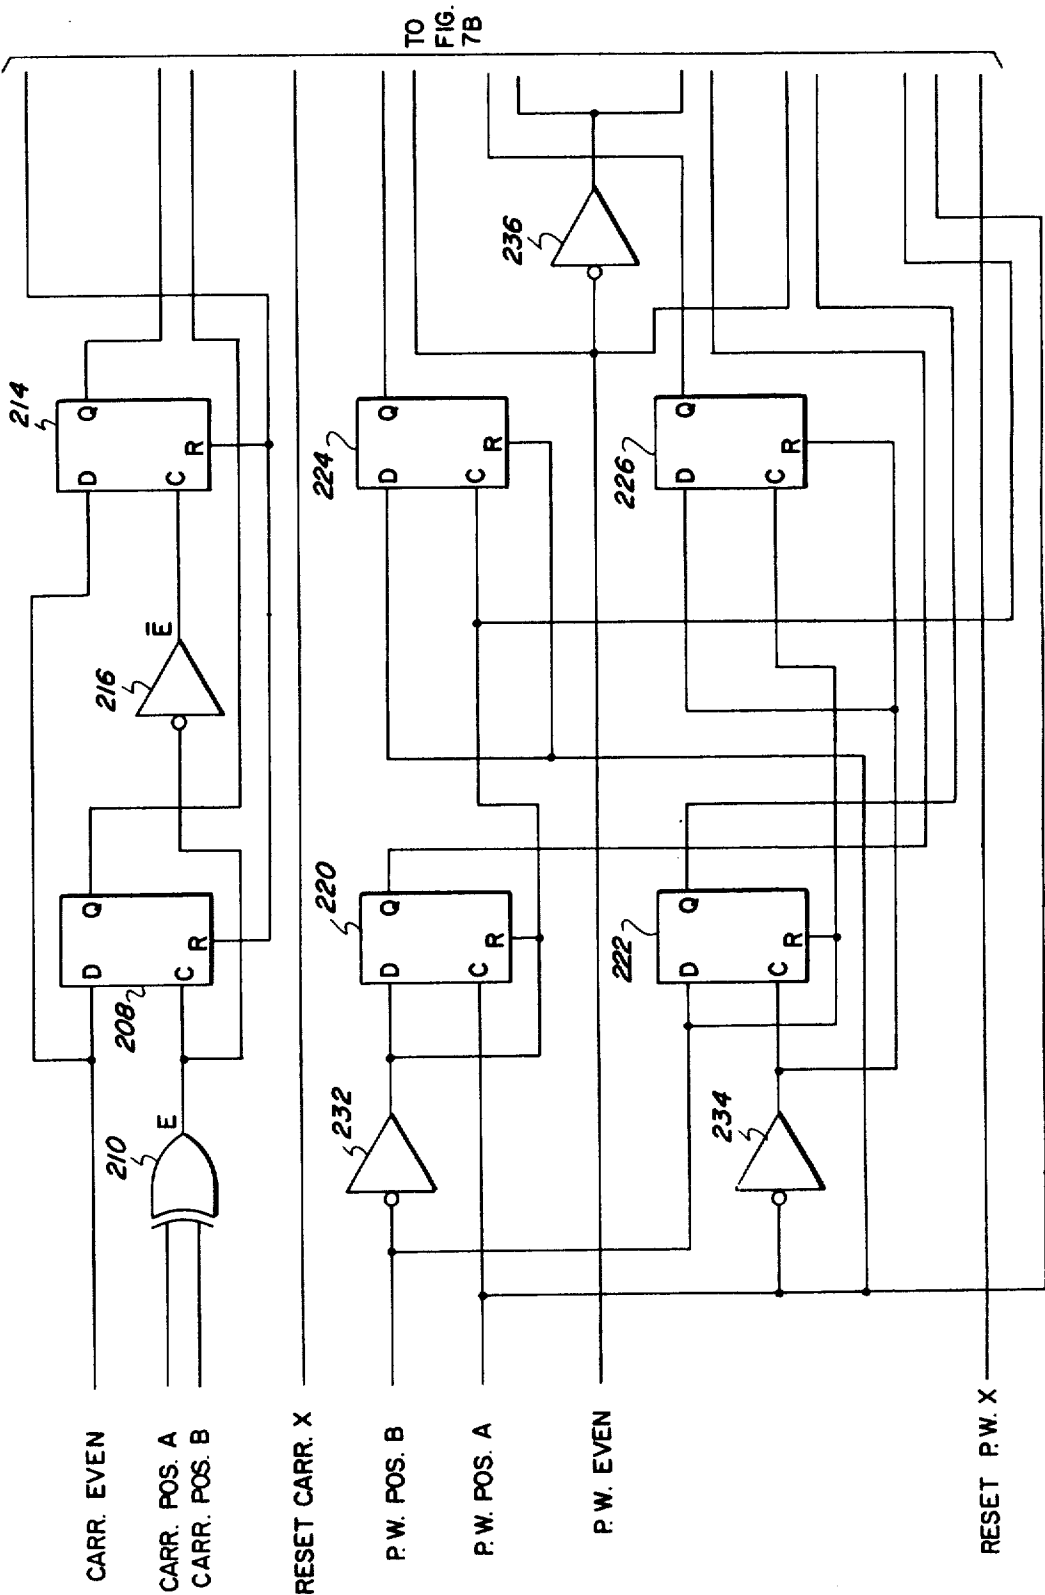 TO
FIG.
7B
214
D
Q
C
R
216
E̅
208
D
Q
C
R
210
E
CARR. EVEN
CARR. POS. A
CARR. POS. B
RESET CARR. X
224
D
Q
C
R
236
220
D
Q
C
R
232
P.W. POS. B
P.W. POS. A
P.W. EVEN
226
D
Q
C
R
222
D
Q
C
R
234
RESET P.W. X